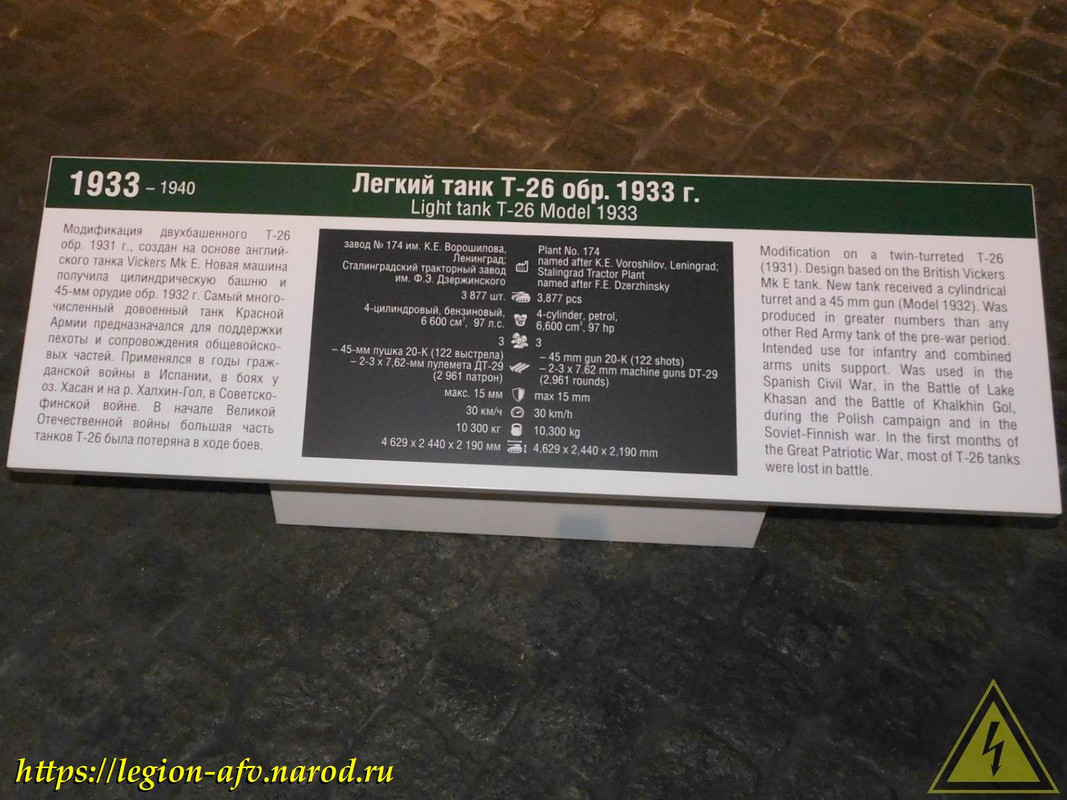 1933 – 1940
Легкий танк Т-26 обр. 1933 г.
Light tank T-26 Model 1933
Модификация двухбашенного Т-26
обр. 1931 г., создан на основе англий-
ского танка Vickers Mk E. Новая машина
получила цилиндрическую башню и
45-мм орудие обр. 1932 г. Самый много-
численный довоенный танк Красной
Армии предназначался для поддержки
пехоты и сопровождения общевойско-
вых частей. Применялся в годы граж-
данской войны в Испании, в боях у
оз. Хасан и на р. Халхин-Гол, в Советско-
финской войне. В начале Великой
Отечественной войны большая часть
танков Т-26 была потеряна в ходе боев.
завод № 174 им. К.Е. Ворошилова,
Ленинград;
Сталинградский тракторный завод
им. Ф.Э. Дзержинского
3 877 шт.
4-цилиндровый, бензиновый,
6 600 см³, 97 л.с.
3
– 45-мм пушка 20-К (122 выстрела)
– 2-3 х 7,62-мм пулемета ДТ-29
(2 961 патрон)
макс. 15 мм
30 км/ч
10 300 кг
4 629 х 2 440 х 2 190 мм
Plant No. 174
named after K.E. Voroshilov, Leningrad;
Stalingrad Tractor Plant
named after F.E. Dzerzhinsky
3,877 pcs
4-cylinder, petrol,
6,600 cm³, 97 hp
3
– 45 mm gun 20-K (122 shots)
– 2-3 x 7.62 mm machine guns DT-29
(2,961 rounds)
max 15 mm
30 km/h
10,300 kg
4,629 x 2,440 x 2,190 mm
Modification on a twin-turreted T-26
(1931). Design based on the British Vickers
Mk E tank. New tank received a cylindrical
turret and a 45 mm gun (Model 1932). Was
produced in greater numbers than any
other Red Army tank of the pre-war period.
Intended use for infantry and combined
arms units support. Was used in the
Spanish Civil War, in the Battle of Lake
Khasan and the Battle of Khalkhin Gol,
during the Polish campaign and in the
Soviet-Finnish war. In the first months of
the Great Patriotic War, most of T-26 tanks
were lost in battle.
https://legion-afv.narod.ru